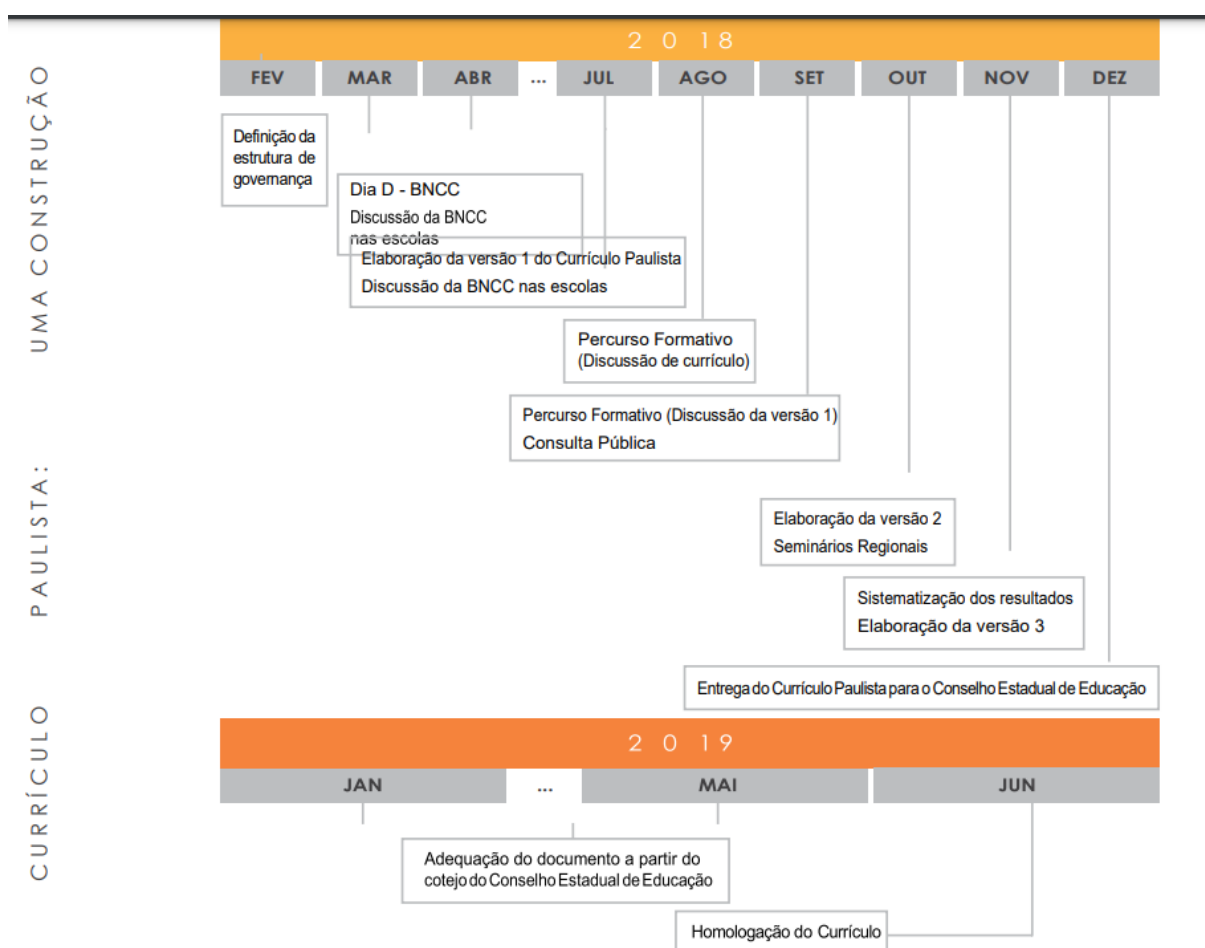 CURRÍCULO PAULISTA: UMA CONSTRUÇÃO
2018
FEV MAR ABR ... JUL AGO SET OUT NOV DEZ
Definição da
estrutura de
governança
Dia D - BNCC
Discussão da BNCC
nas escolas
Elaboração da versão 1 do Currículo Paulista
Discussão da BNCC nas escolas
Percurso Formativo
(Discussão de currículo)
Percurso Formativo (Discussão da versão 1)
Consulta Pública
Elaboração da versão 2
Seminários Regionais
Sistematização dos resultados
Elaboração da versão 3
Entrega do Currículo Paulista para o Conselho Estadual de Educação
2019
JAN ... MAI JUN
Adequação do documento a partir do
cotejo do Conselho Estadual de Educação
Homologação do Currículo